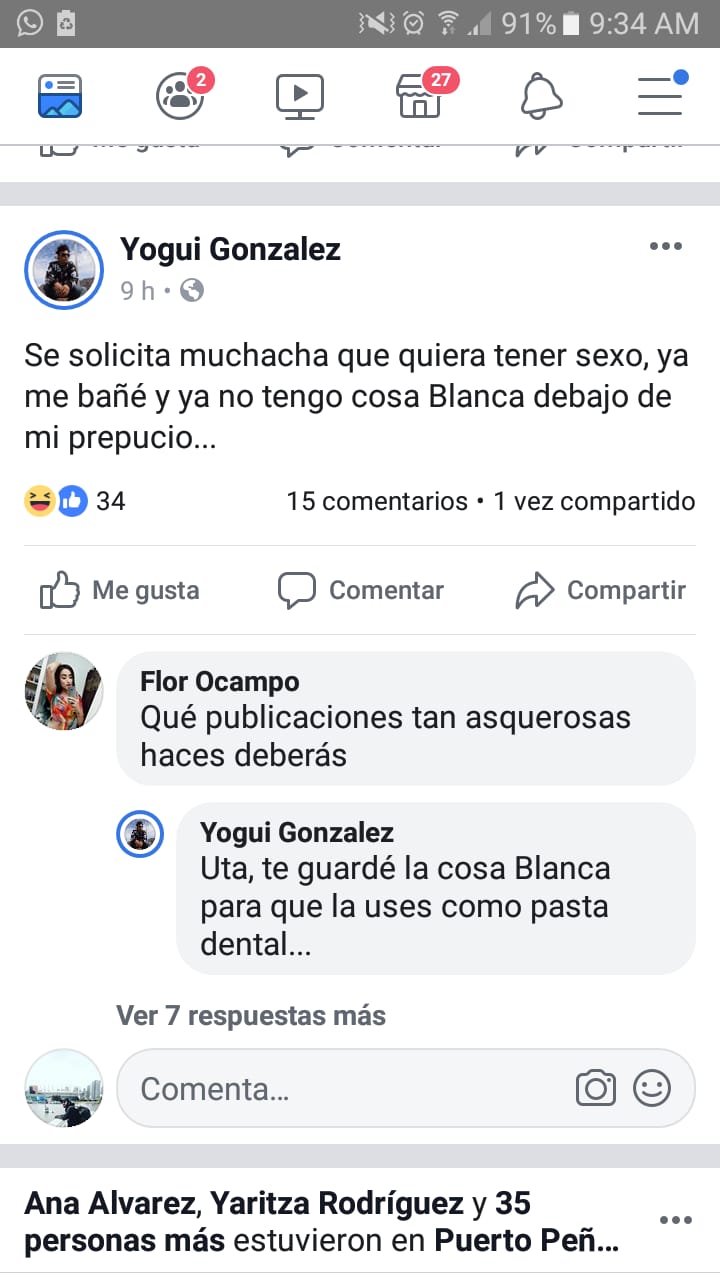 91% 9:34 AM
2
27
Yogui Gonzalez
9 h •
Se solicita muchacha que quiera tener sexo, ya
me bañé y ya no tengo cosa Blanca debajo de
mi prepucio...
34 15 comentarios • 1 vez compartido
Me gusta Comentar Compartir
Flor Ocampo
Qué publicaciones tan asquerosas
haces deberás
Yogui Gonzalez
Uta, te guardé la cosa Blanca
para que la uses como pasta
dental...
Ver 7 respuestas más
Comenta...
Ana Alvarez, Yaritza Rodríguez y 35
personas más estuvieron en Puerto Peñ...